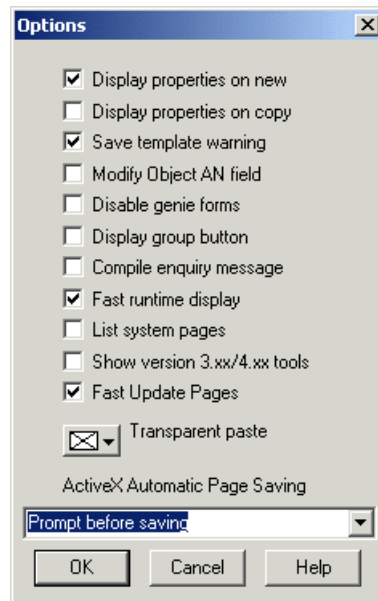 Options
Display properties on new
Display properties on copy
Save template warning
Modify Object AN field
Disable genie forms
Display group button
Compile enquiry message
Fast runtime display
List system pages
Show version 3.xx/4.xx tools
Fast Update Pages
Transparent paste
ActiveX Automatic Page Saving
Prompt before saving
OK Cancel Help